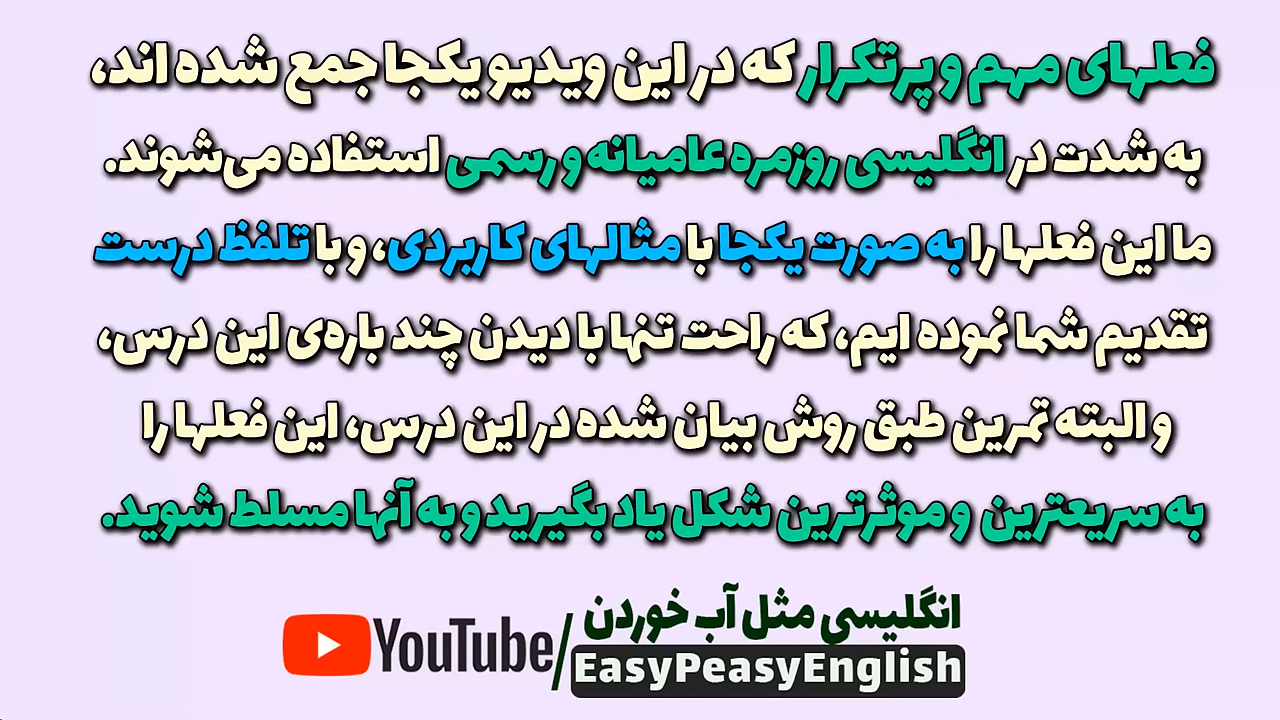 فعلهای مهم و پرتکرار که در این ویدیو یکجا جمع شده اند،
به شدت در انگلیسی روزمره عامیانه و رسمی استفاده می‌شوند.
ما این فعلها را به صورت یکجا با مثالهای کاربردی، و با تلفظ درست
تقدیم شما نموده ایم، که راحت تنها با دیدن چند باره‌ی این درس،
و البته تمرین طبق روش بیان شده در این درس، این فعلها را
به سریعترین و موثرترین شکل یاد بگیرید و به آنها مسلط شوید.
انگلیسی مثل آب خوردن
YouTube/EasyPeasyEnglish